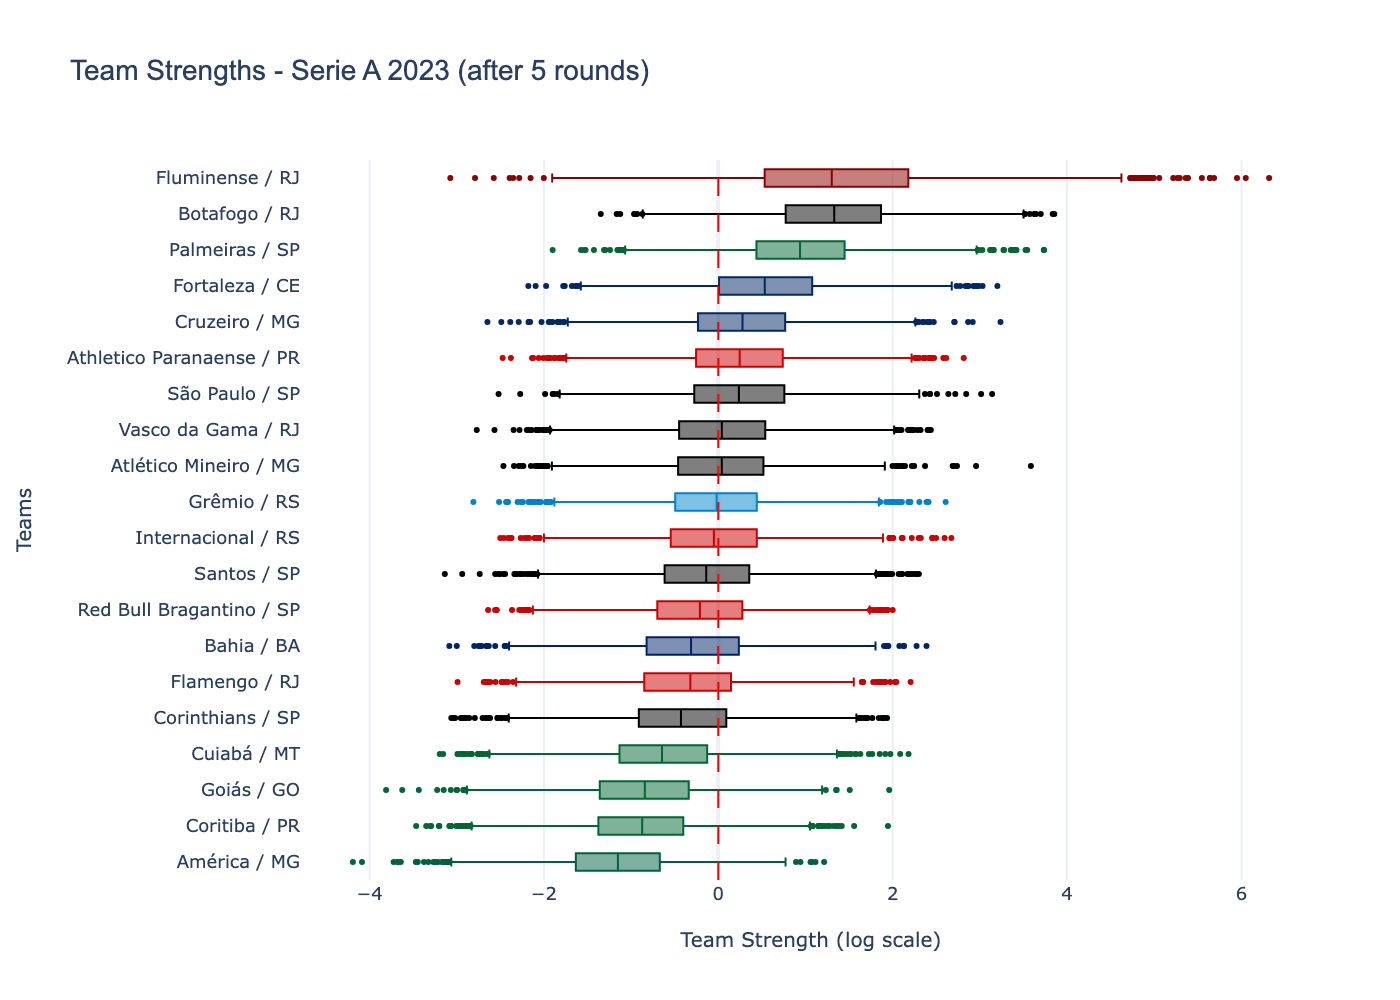 Team Strengths - Serie A 2023 (after 5 rounds)
Teams
Fluminense / RJ
Botafogo / RJ
Palmeiras / SP
Fortaleza / CE
Cruzeiro / MG
Athletico Paranaense / PR
São Paulo / SP
Vasco da Gama / RJ
Atlético Mineiro / MG
Grêmio / RS
Internacional / RS
Santos / SP
Red Bull Bragantino / SP
Bahia / BA
Flamengo / RJ
Corinthians / SP
Cuiabá / MT
Goiás / GO
Coritiba / PR
América / MG
−4 −2 0 2 4 6
Team Strength (log scale)